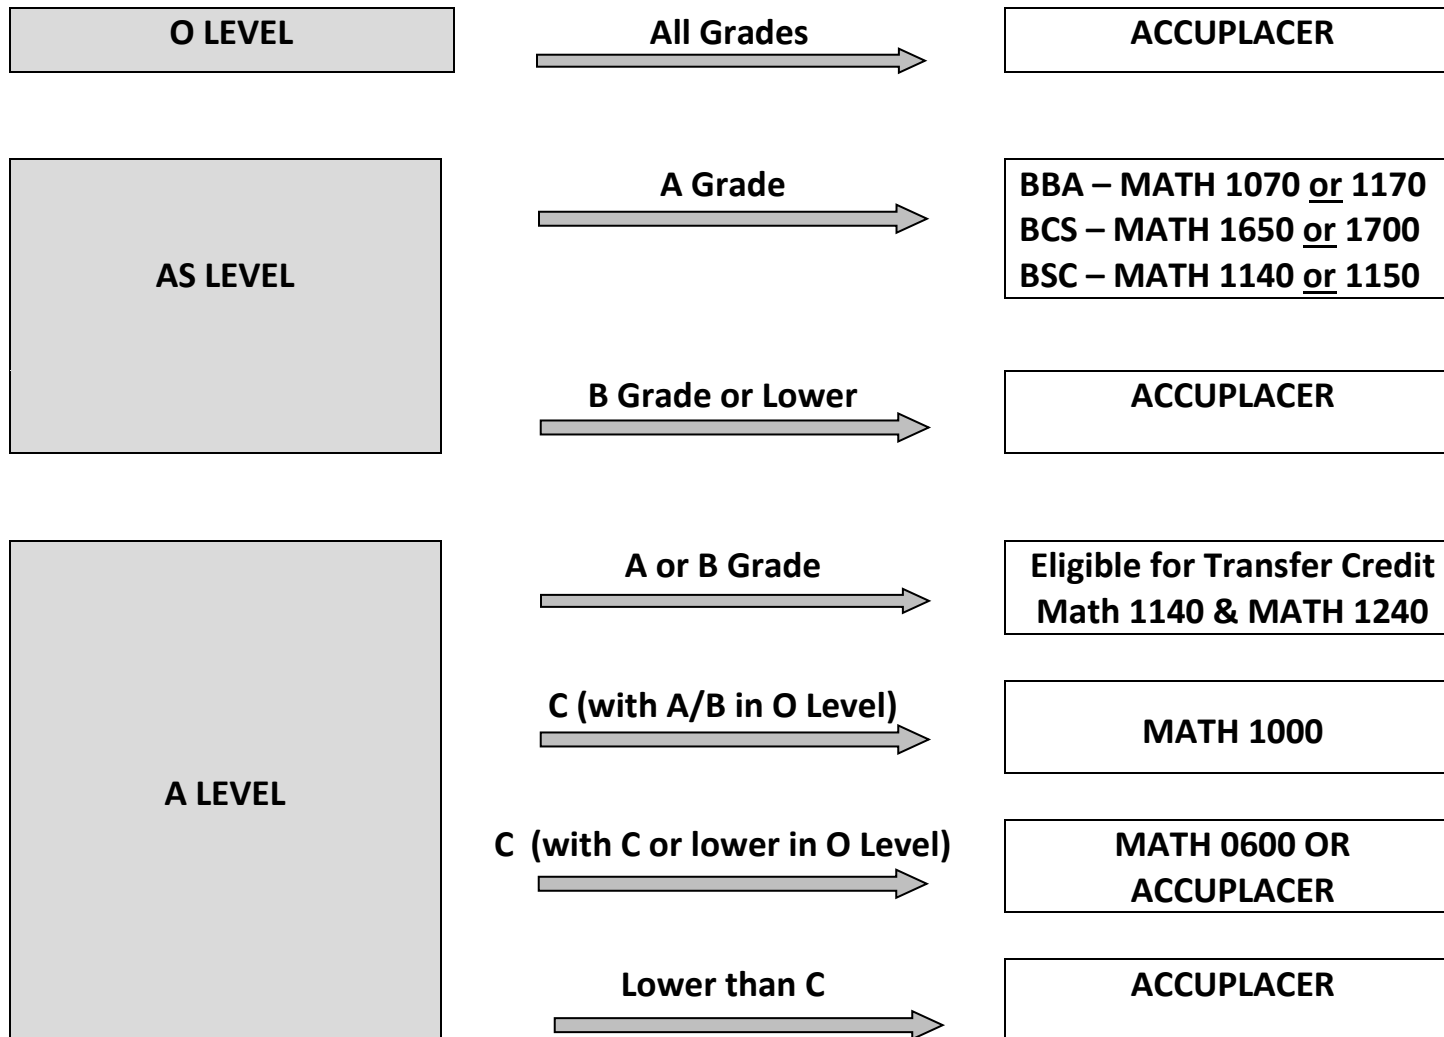 O LEVEL
All Grades
ACCUPLACER
AS LEVEL
A Grade
BBA – MATH 1070 or 1170
BCS – MATH 1650 or 1700
BSC – MATH 1140 or 1150
B Grade or Lower
ACCUPLACER
A LEVEL
A or B Grade
Eligible for Transfer Credit
Math 1140 & MATH 1240
C (with A/B in O Level)
MATH 1000
C  (with C or lower in O Level)
MATH 0600 OR
ACCUPLACER
Lower than C
ACCUPLACER